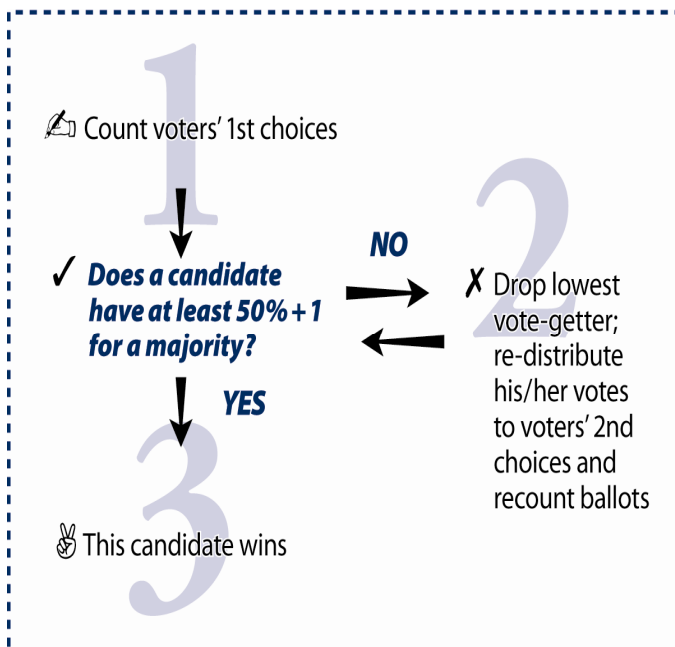 1
Count voters' 1st choices
Does a candidate
have at least 50% + 1
for a majority?
NO
2
Drop lowest
vote-getter;
re-distribute
his/her votes
to voters' 2nd
choices and
recount ballots
YES
3
This candidate wins